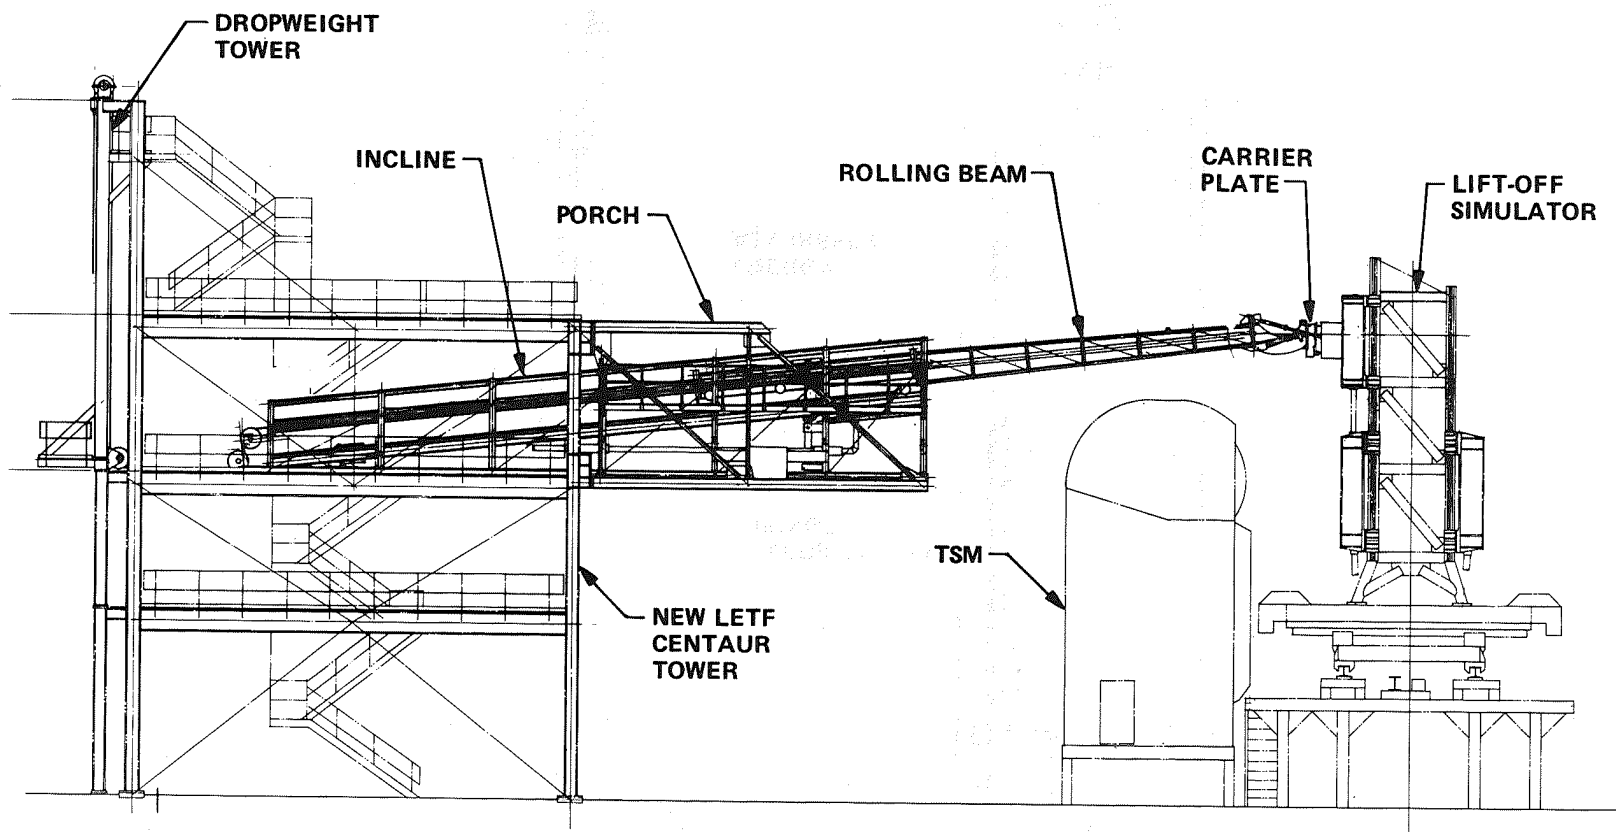 DROPWEIGHT
TOWER
INCLINE
PORCH
ROLLING BEAM
CARRIER
PLATE
LIFT-OFF
SIMULATOR
TSM
NEW LETF
CENTAUR
TOWER